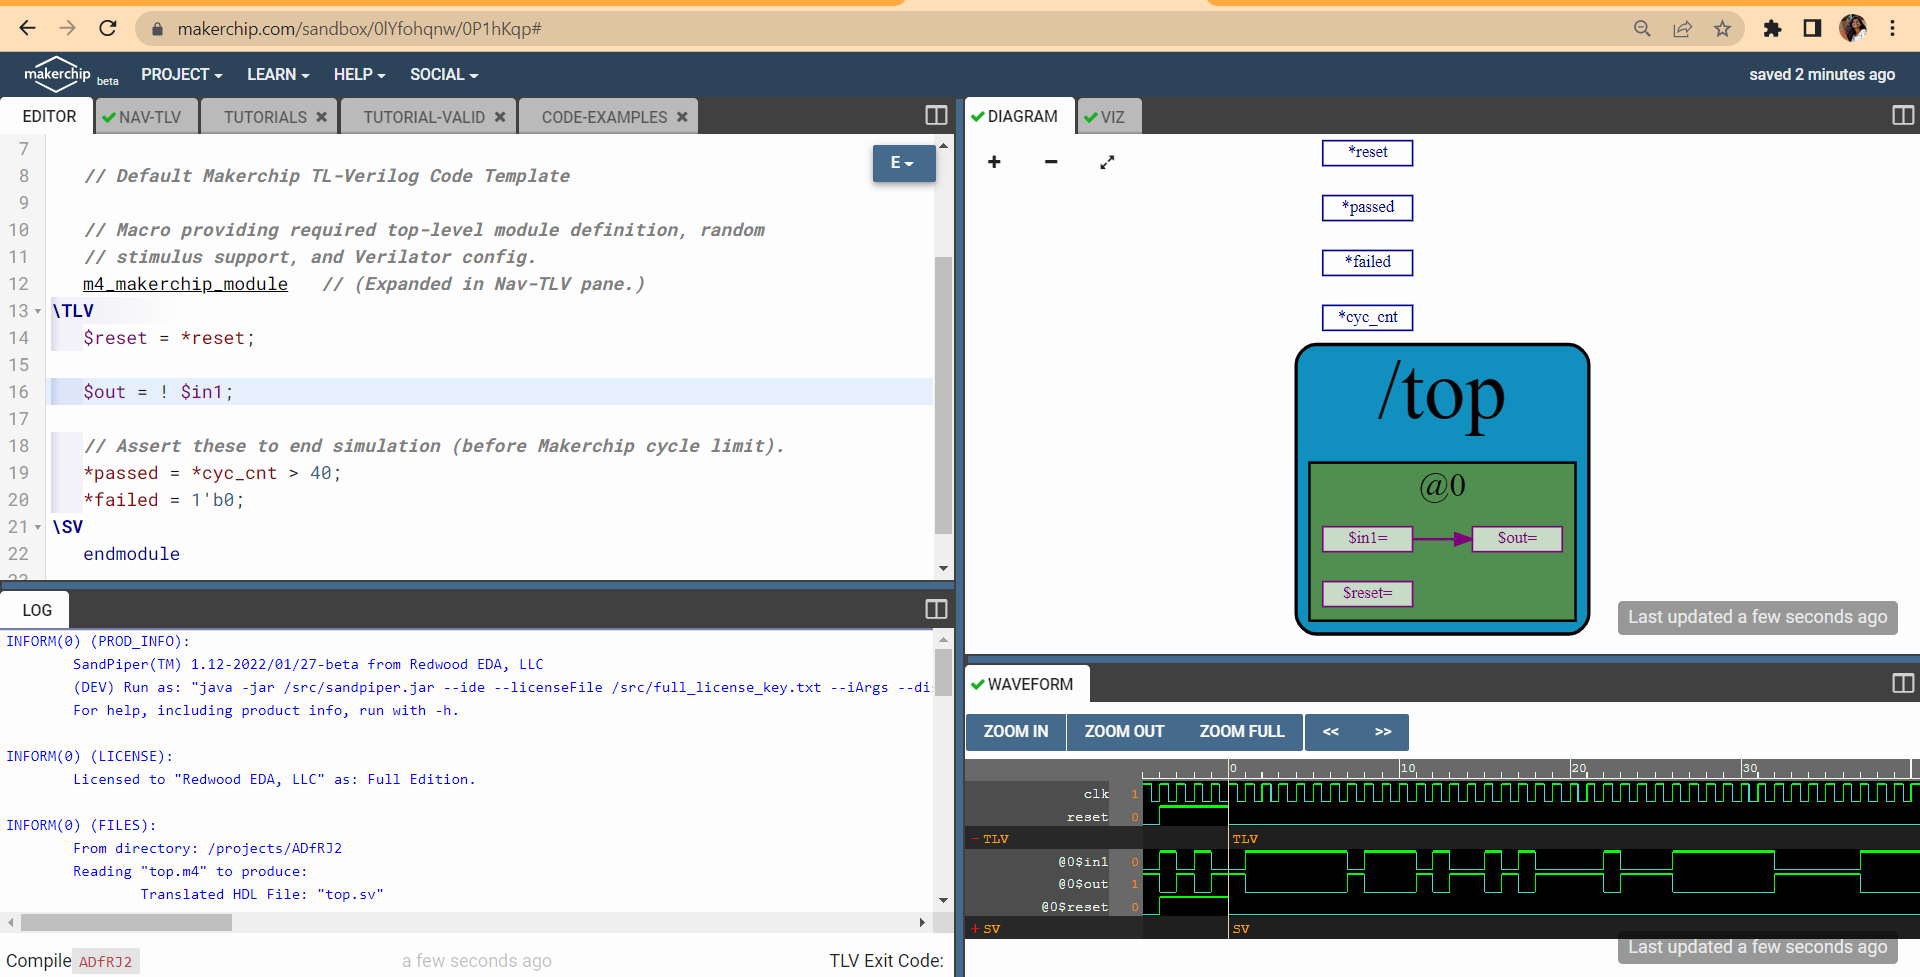 makerchip.com/sandbox/0lYfohqnw/0P1hKqp#
makerchip beta PROJECT LEARN HELP SOCIAL saved 2 minutes ago
EDITOR NAV-TLV TUTORIALS TUTORIAL-VALID CODE-EXAMPLES
E
7
8 // Default Makerchip TL-Verilog Code Template
9
10 // Macro providing required top-level module definition, random
11 // stimulus support, and Verilator config.
12 m4_makerchip_module // (Expanded in Nav-TLV pane.)
13 \TLV
14 $reset = *reset;
15
16 $out = ! $in1;
17
18 // Assert these to end simulation (before Makerchip cycle limit).
19 *passed = *cyc_cnt > 40;
20 *failed = 1'b0;
21 \SV
22 endmodule
LOG
INFORM(0) (PROD_INFO):
SandPiper(TM) 1.12-2022/01/27-beta from Redwood EDA, LLC
(DEV) Run as: "java -jar /src/sandpiper.jar --ide --licenseFile /src/full_license_key.txt --iArgs --di
For help, including product info, run with -h.
INFORM(0) (LICENSE):
Licensed to "Redwood EDA, LLC" as: Full Edition.
INFORM(0) (FILES):
From directory: /projects/ADfRJ2
Reading "top.m4" to produce:
Translated HDL File: "top.sv"
Compile ADfRJ2 a few seconds ago TLV Exit Code:
DIAGRAM VIZ
*reset
*passed
*failed
*cyc_cnt
/top
@0
$in1= $out=
$reset=
Last updated a few seconds ago
WAVEFORM
ZOOM IN ZOOM OUT ZOOM FULL << >>
0 10 20 30
clk 1
reset 0
- TLV TLV
@0$in1 0
@0$out 1
@0$reset 0
+ SV SV
Last updated a few seconds ago